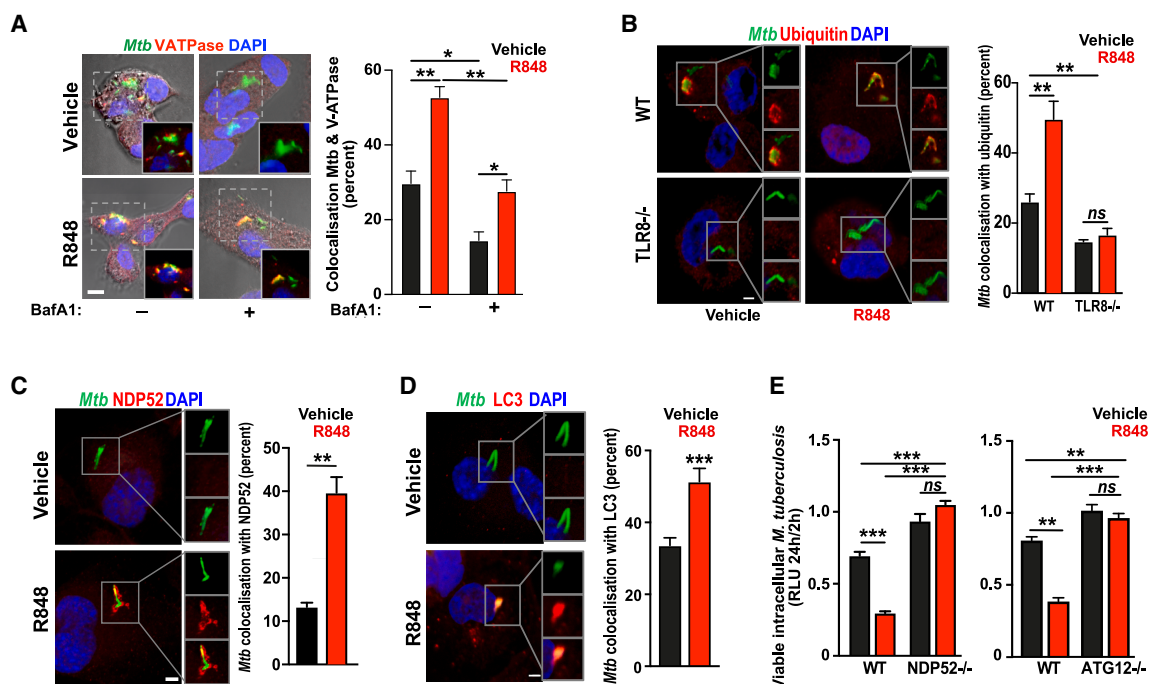 A
Mtb VATPase DAPI
Vehicle
R848
BafA1: – +
Vehicle
R848
Colocalisation Mtb & V-ATPase
(percent)
60
40
20
0
*
** **
*
BafA1: – +
B
Mtb Ubiquitin DAPI
WT
TLR8-/-
Vehicle R848
Vehicle
R848
Mtb colocalisation with ubiquitin (percent)
80
60
40
20
0
**
**
ns
WT TLR8-/-
C
Mtb NDP52 DAPI
Vehicle
R848
Vehicle
R848
Mtb colocalisation with NDP52 (percent)
50
40
30
20
10
0
**
D
Mtb LC3 DAPI
Vehicle
R848
Vehicle
R848
Mtb colocalisation with LC3 (percent)
60
40
20
0
***
E
Vehicle
R848
Viable intracellular M. tuberculosis
(RLU 24h/2h)
1.5
1.0
0.5
0
***
***
ns
***
WT NDP52-/-
1.5
1.0
0.5
0
**
***
ns
**
WT ATG12-/-